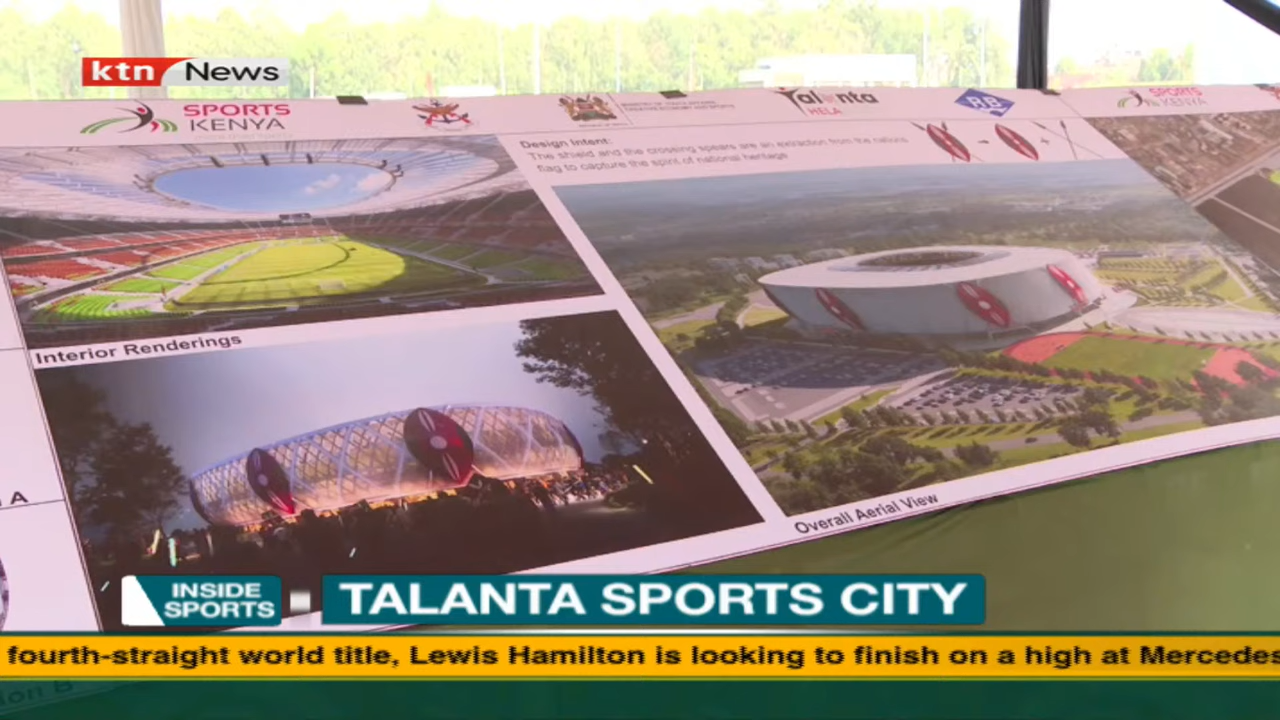 ktn News
SPORTS
KENYA
Talanta
HELA
SPORTS
KENYA
Design Intent:
The shield and the crossing spears are an extraction from the nations
flag to capture the spirit of national heritage
Interior Renderings
Overall Aerial View
A
INSIDE
SPORTS
TALANTA SPORTS CITY
fourth-straight world title, Lewis Hamilton is looking to finish on a high at Mercedes